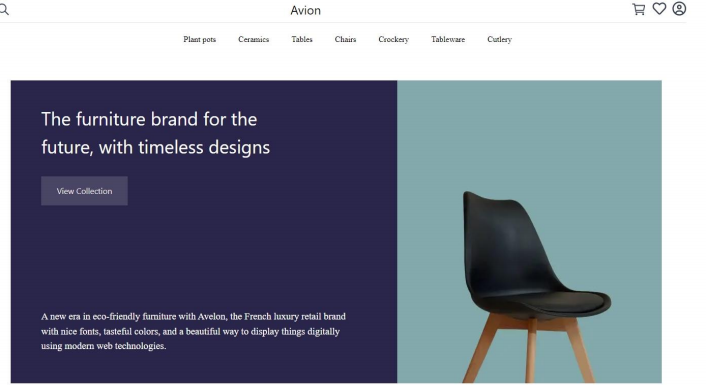 Avion
Plant pots Ceramics Tables Chairs Crockery Tableware Cutlery
The furniture brand for the
future, with timeless designs
View Collection
A new era in eco-friendly furniture with Avelon, the French luxury retail brand
with nice fonts, tasteful colors, and a beautiful way to display things digitally
using modern web technologies.